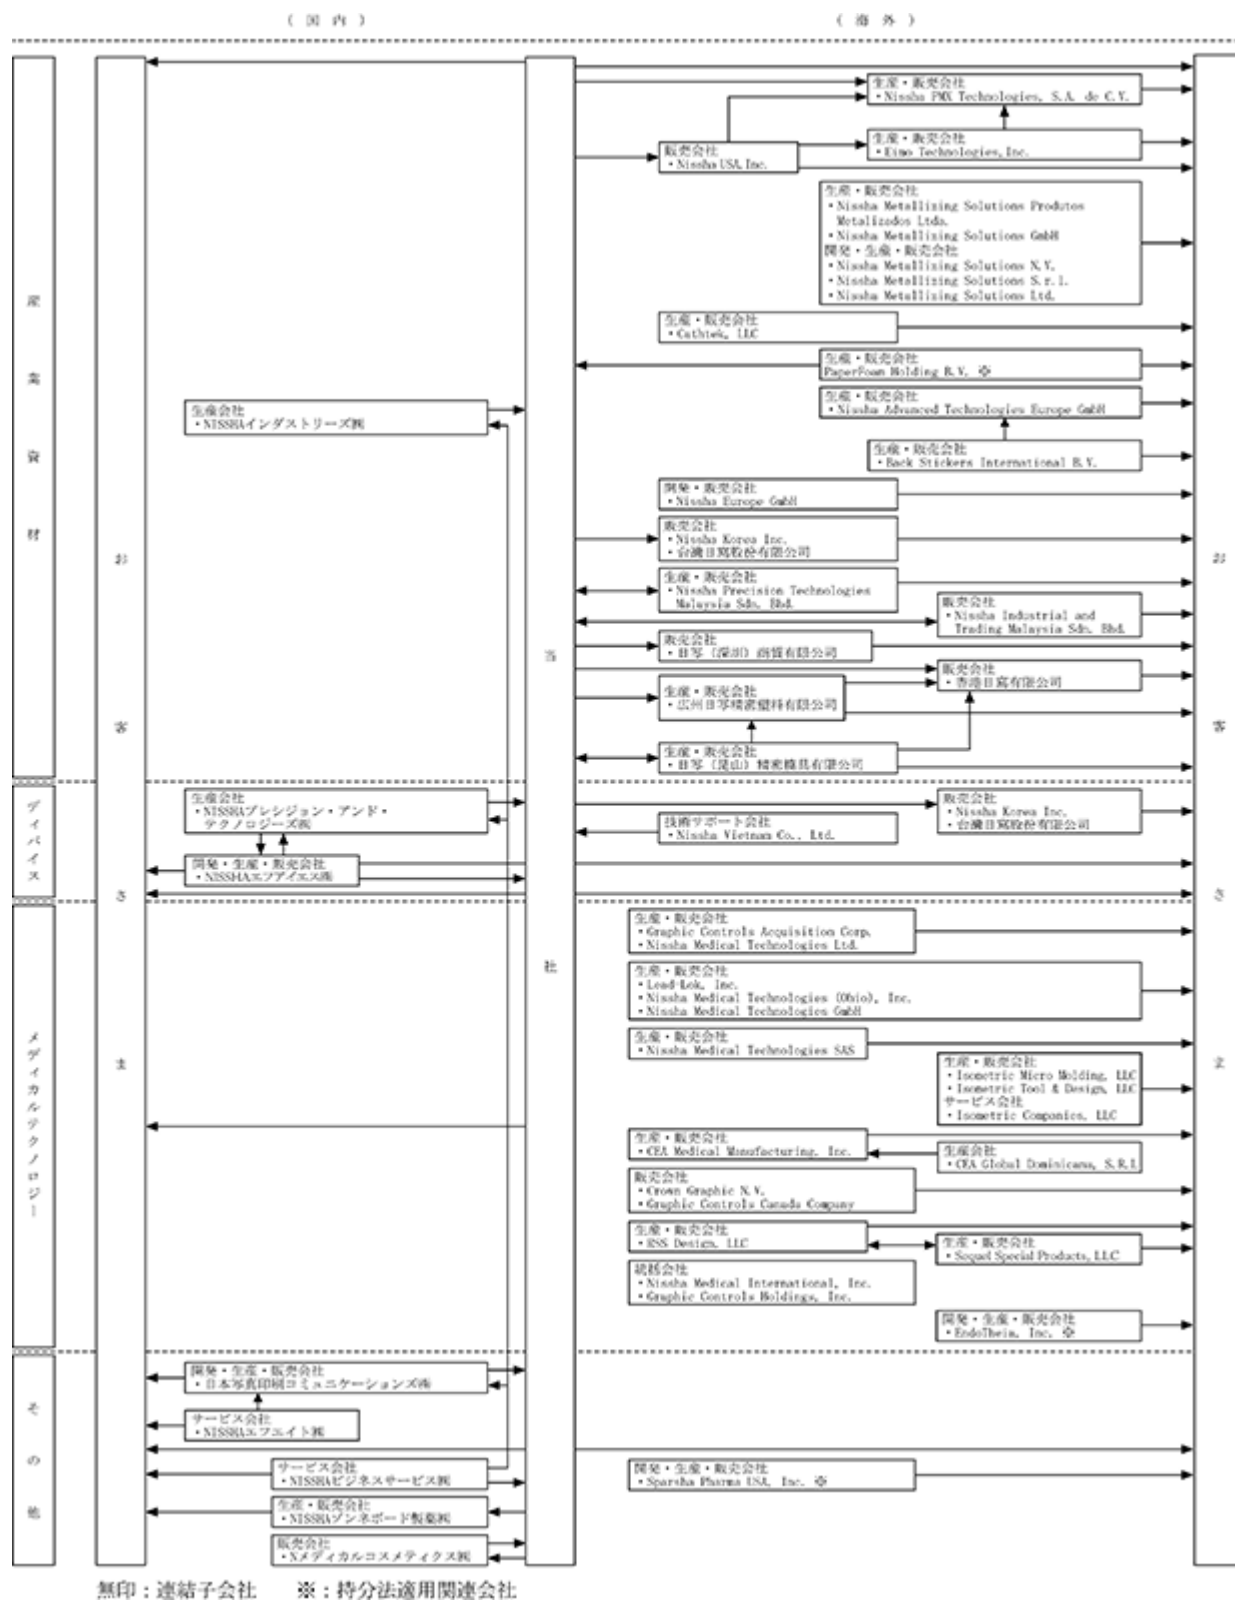 （ 国 内 ）
（ 海 外 ）
産業資材
お客さま
当社
お客さま
生産・販売会社
・Nissha PMX Technologies, S.A. de C.V.
生産・販売会社
・Eimo Technologies, Inc.
販売会社
・Nissha USA, Inc.
生産・販売会社
・Nissha Metallizing Solutions Produtos
Metalizados Ltda.
・Nissha Metallizing Solutions GmbH
開発・生産・販売会社
・Nissha Metallizing Solutions N.V.
・Nissha Metallizing Solutions S.r.l.
・Nissha Metallizing Solutions Ltd.
生産・販売会社
・Cathtek, LLC
生産・販売会社
PaperFoam Holding B.V. ※
生産会社
・NISSHAインダストリーズ㈱
生産・販売会社
・Nissha Advanced Technologies Europe GmbH
生産・販売会社
・Back Stickers International B.V.
開発・販売会社
・Nissha Europe GmbH
販売会社
・Nissha Korea Inc.
・台灣日寫股份有限公司
生産・販売会社
・Nissha Precision Technologies
Malaysia Sdn. Bhd.
販売会社
・Nissha Industrial and
Trading Malaysia Sdn. Bhd.
販売会社
・日写（深圳）商貿有限公司
販売会社
・香港日寫有限公司
生産・販売会社
・広州日写精密塑料有限公司
生産・販売会社
・日写（昆山）精密模具有限公司
ディバイス
生産会社
・NISSHAプレシジョン・アンド・
テクノロジーズ㈱
開発・生産・販売会社
・NISSHAエフアイエス㈱
販売会社
・Nissha Korea Inc.
・台灣日寫股份有限公司
技術サポート会社
・Nissha Vietnam Co., Ltd.
メディカルテクノロジー
生産・販売会社
・Graphic Controls Acquisition Corp.
・Nissha Medical Technologies Ltd.
生産・販売会社
・Lead-Lok, Inc.
・Nissha Medical Technologies (Ohio), Inc.
・Nissha Medical Technologies GmbH
生産・販売会社
・Nissha Medical Technologies SAS
生産・販売会社
・Isometric Micro Molding, LLC
・Isometric Tool & Design, LLC
サービス会社
・Isometric Companies, LLC
生産・販売会社
・CEA Medical Manufacturing, Inc.
生産会社
・CEA Global Dominicana, S.R.L
販売会社
・Crown Graphic N.V.
・Graphic Controls Canada Company
生産・販売会社
・RSS Design, LLC
生産・販売会社
・Sequel Special Products, LLC
統括会社
・Nissha Medical International, Inc.
・Graphic Controls Holdings, Inc.
開発・生産・販売会社
・EndoTheia, Inc. ※
その他
開発・生産・販売会社
・日本写真印刷コミュニケーションズ㈱
サービス会社
・NISSHAエフエイト㈱
サービス会社
・NISSHAビジネスサービス㈱
開発・生産・販売会社
・Sparsha Pharma USA, Inc. ※
生産・販売会社
・NISSHAゾンネボード製薬㈱
販売会社
・Nメディカルコスメティクス㈱
無印：連結子会社　　※：持分法適用関連会社